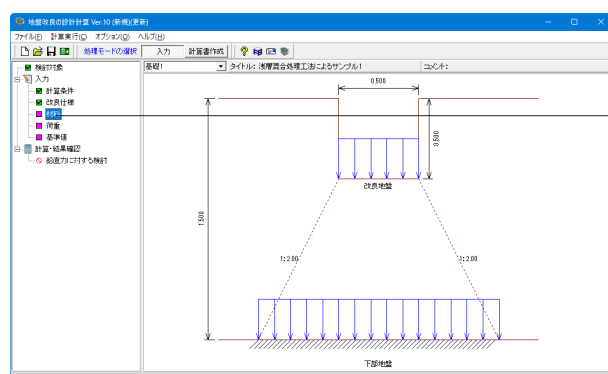 地盤改良の設計計算 Ver.10 (新規)(更新)
ファイル(F) 計算実行(C) オプション(O) ヘルプ(H)
処理モードの選択 入力 計算書作成
検討対象
入力
計算条件
改良仕様
材料
荷重
基準値
計算・結果確認
鉛直力に対する検討
基礎1 タイトル: 浅層混合処理工法によるサンプル1 コメント:
0.500
0.500
改良地盤
1.500
1:2.00 1:2.00
下部地盤